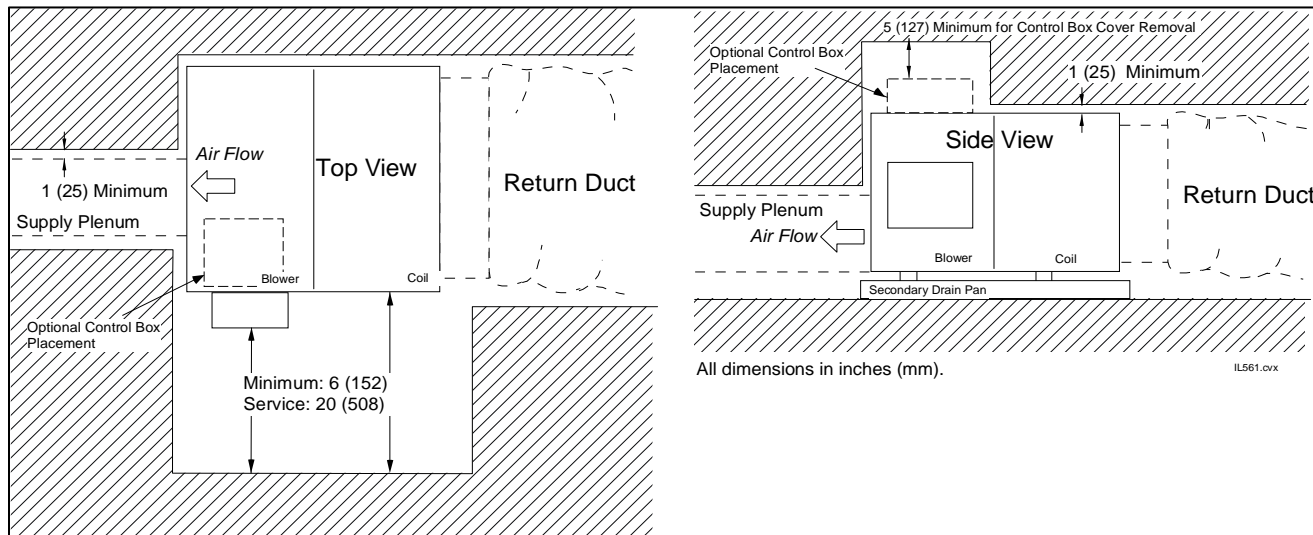 Air Flow
Top View
1 (25) Minimum
Return Duct
Supply Plenum
Blower
Coil
Optional Control Box
Placement
Minimum: 6 (152)
Service: 20 (508)
5 (127) Minimum for Control Box Cover Removal
Optional Control Box
Placement
1 (25) Minimum
Side View
Return Duct
Supply Plenum
Air Flow
Blower
Coil
Secondary Drain Pan
All dimensions in inches (mm).
IL561.cvx